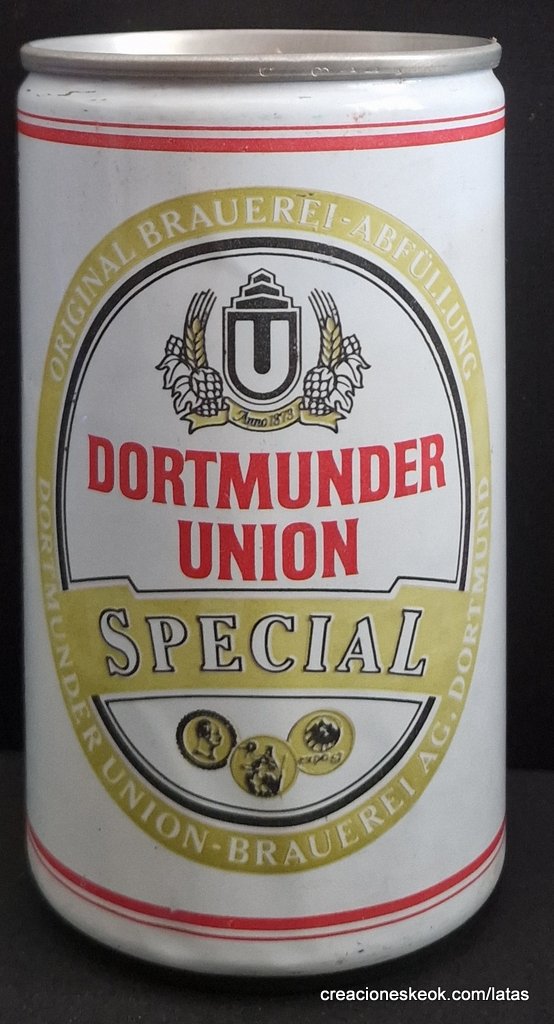 ORIGINAL BRAUEREI-ABFÜLLUNG
U
Anno 1873
DORTMUNDER
UNION
SPECIAL
DORTMUNDER UNION-BRAUEREI AG. DORTMUND
creacioneskeok.com/latas